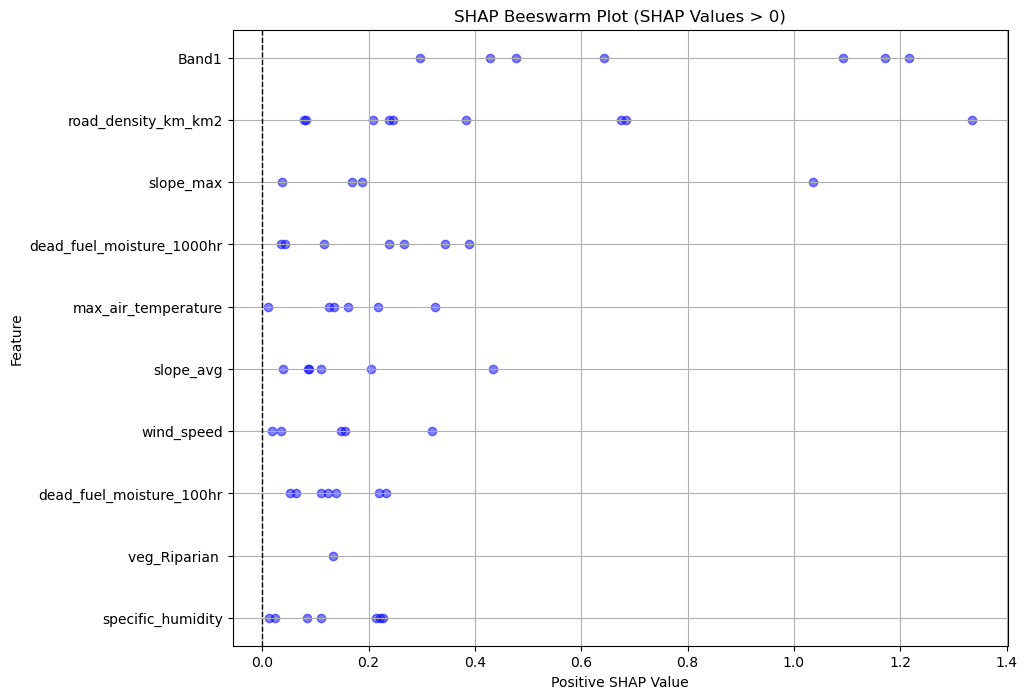 SHAP Beeswarm Plot (SHAP Values > 0)
Feature
Band1
road_density_km_km2
slope_max
dead_fuel_moisture_1000hr
max_air_temperature
slope_avg
wind_speed
dead_fuel_moisture_100hr
veg_Riparian
specific_humidity
0.0 0.2 0.4 0.6 0.8 1.0 1.2 1.4
Positive SHAP Value